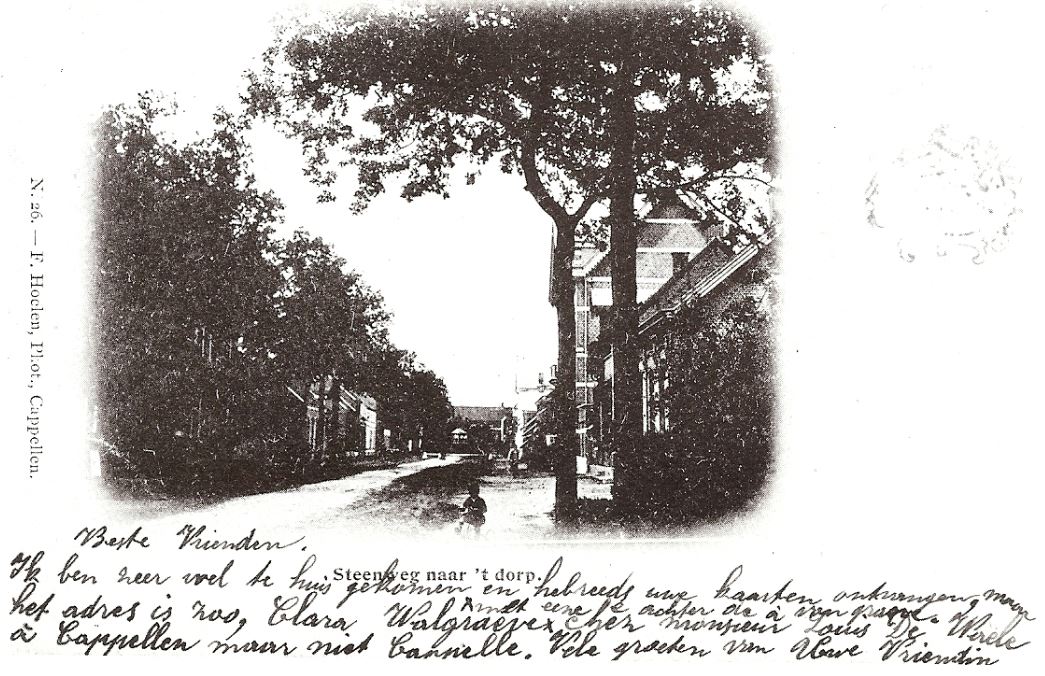 N. 26. — F. Hoelen, Phot., Cappellen.
Steenweg naar 't dorp.
Beste Vrienden.
Ik ben zeer wel te huis gekomen en hebreeds uwe kaarten ontvangen, maar
met eene e achter de à van graeve.
het adres is zoo, Clara Walgraeve x chez monsieur Louis De Weele
à Cappellen maar niet Cannelle. Vele groeten van Uwe Vriendin